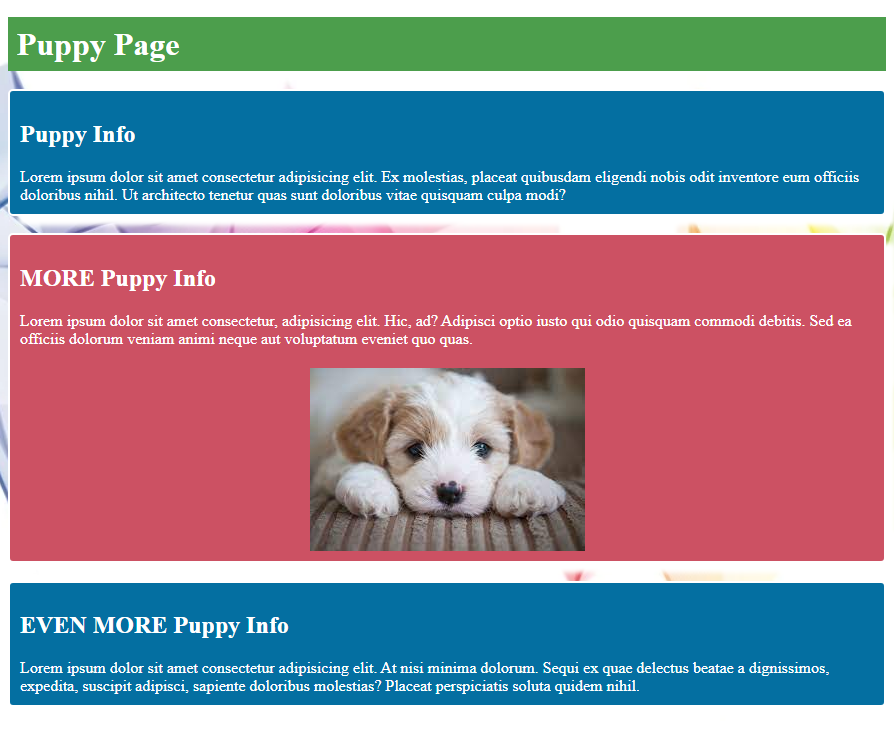 Puppy Page
Puppy Info
Lorem ipsum dolor sit amet consectetur adipisicing elit. Ex molestias, placeat quibusdam eligendi nobis odit inventore eum officiis
doloribus nihil. Ut architecto tenetur quas sunt doloribus vitae quisquam culpa modi?
MORE Puppy Info
Lorem ipsum dolor sit amet consectetur, adipisicing elit. Hic, ad? Adipisci optio iusto qui odio quisquam commodi debitis. Sed ea
officiis dolorum veniam animi neque aut voluptatum eveniet quo quas.
EVEN MORE Puppy Info
Lorem ipsum dolor sit amet consectetur adipisicing elit. At nisi minima dolorum. Sequi ex quae delectus beatae a dignissimos,
expedita, suscipit adipisci, sapiente doloribus molestias? Placeat perspiciatis soluta quidem nihil.